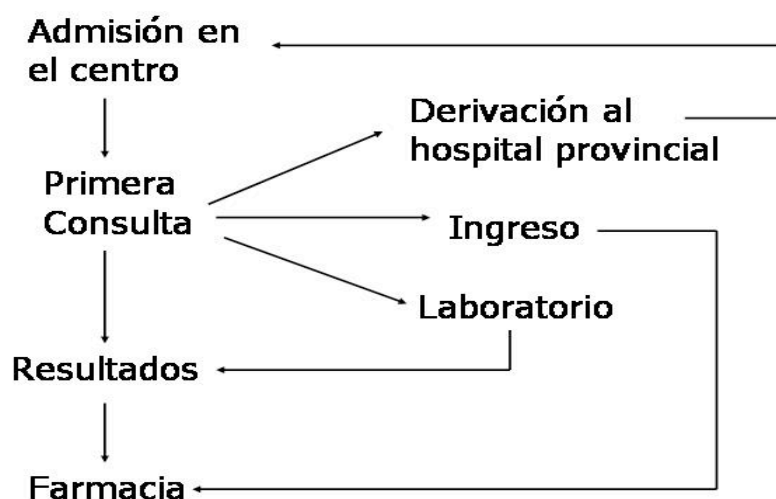 Admisión en
el centro
Derivación al
hospital provincial
Primera
Consulta
Ingreso
Laboratorio
Resultados
Farmacia